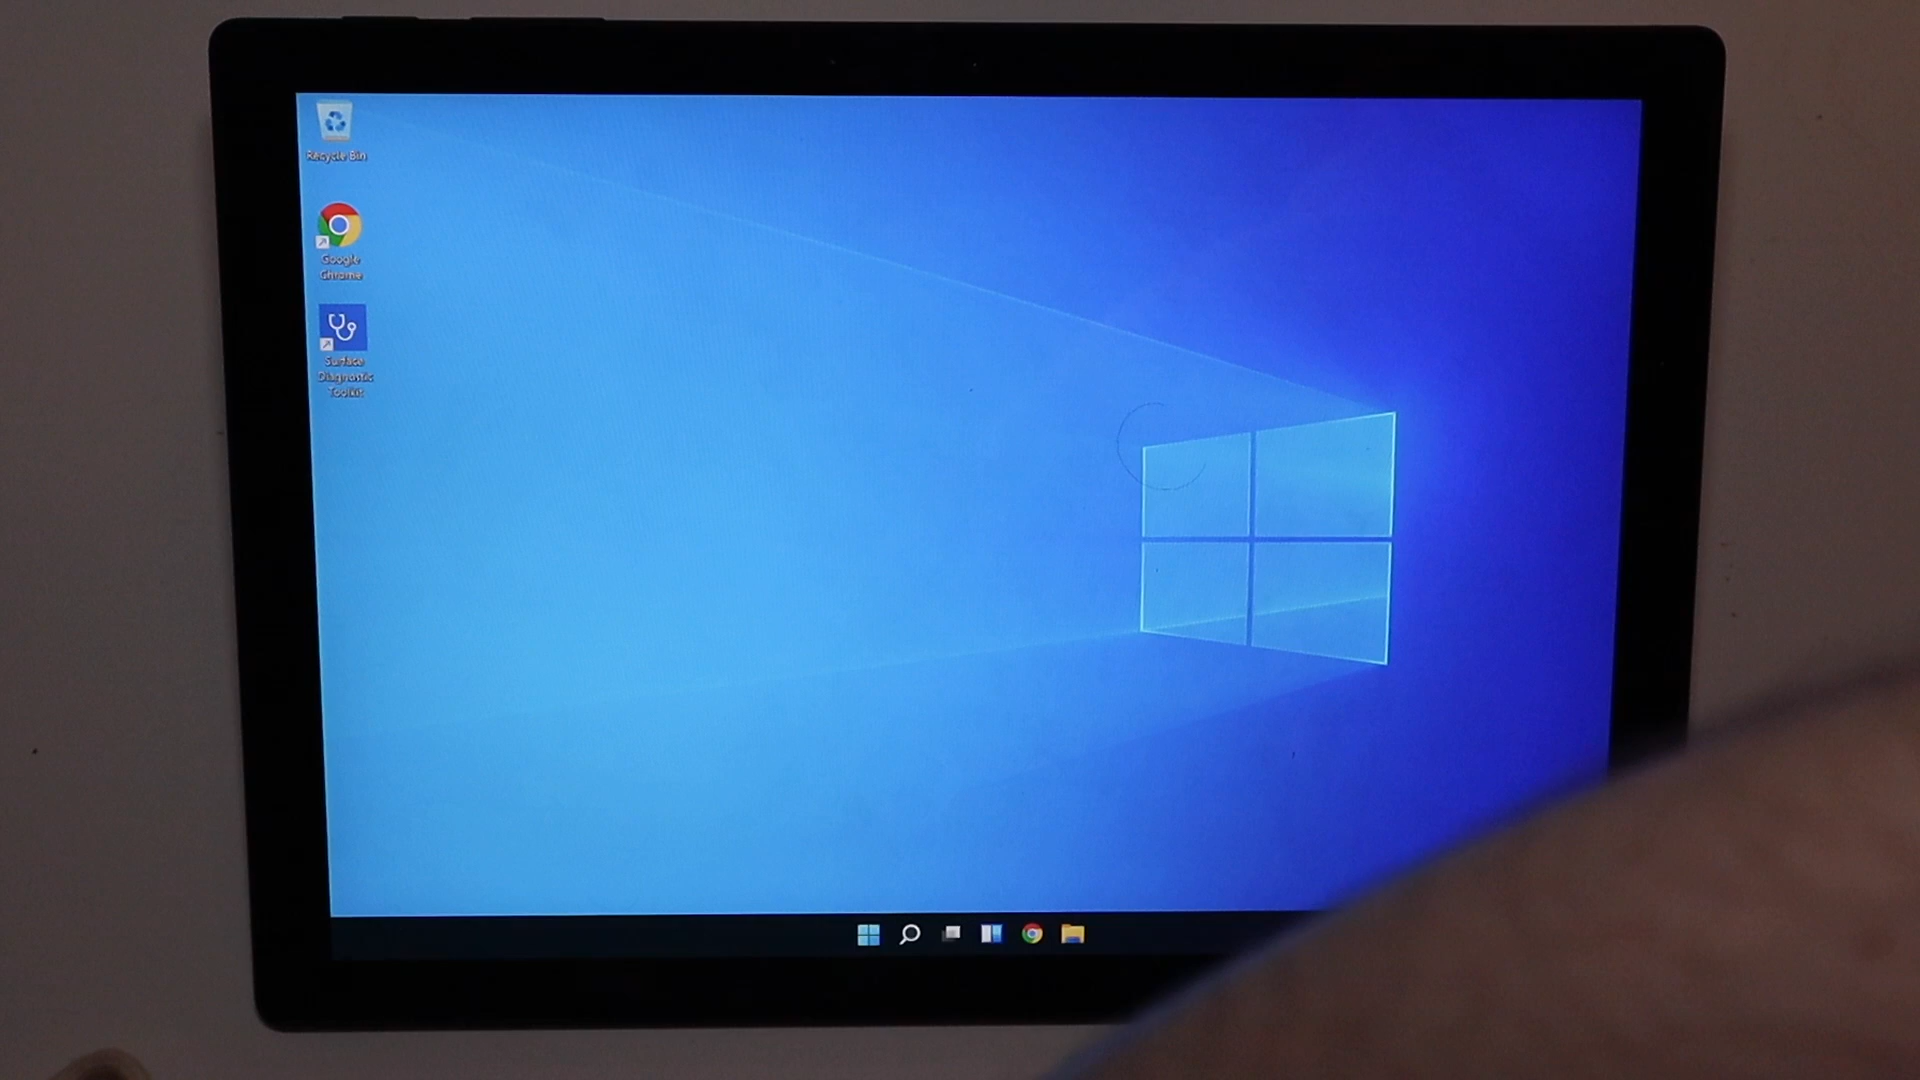 Recycle Bin
Google
Chrome
Surface
Diagnostic
Toolkit